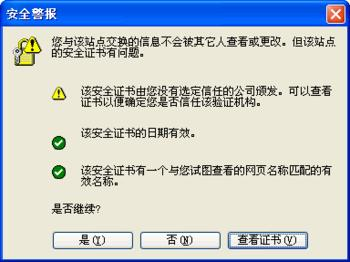 安全警报
您与该站点交换的信息不会被其它人查看或更改。但该站点
的安全证书有问题。
该安全证书由您没有选定信任的公司颁发。可以查看
证书以便确定您是否信任该验证机构。
该安全证书的日期有效。
该安全证书有一个与您试图查看的网页名称匹配的有
效名称。
是否继续?
是(Y) 否(N) 查看证书(V)